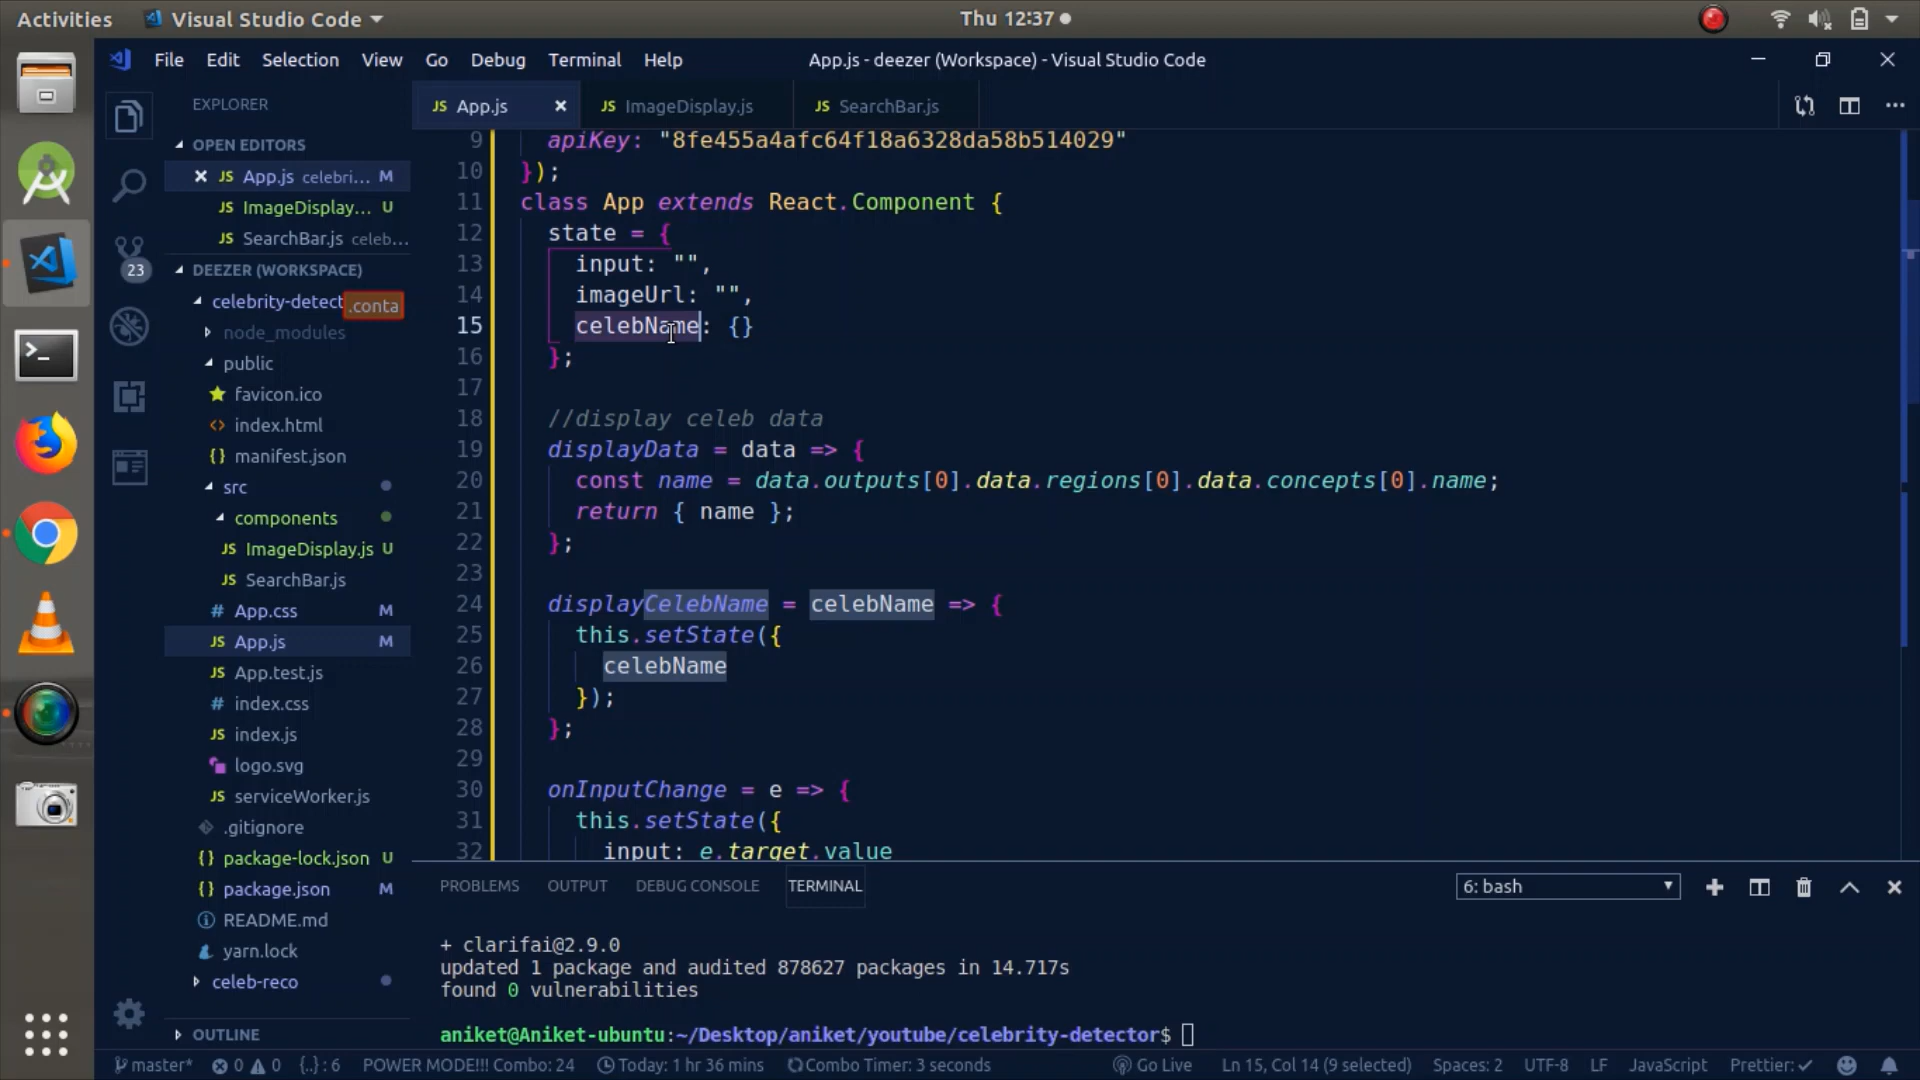 Activities Visual Studio Code Thu 12:37
File Edit Selection View Go Debug Terminal Help App.js - deezer (Workspace) - Visual Studio Code
EXPLORER
OPEN EDITORS
App.js celebri... M
ImageDisplay... U
SearchBar.js celeb...
23
DEEZER (WORKSPACE)
celebrity-detect .conta
node_modules
public
favicon.ico
index.html
manifest.json
src
components
ImageDisplay.js U
SearchBar.js
App.css M
App.js M
App.test.js
index.css
index.js
logo.svg
serviceWorker.js
.gitignore
package-lock.json U
package.json M
README.md
yarn.lock
celeb-reco
OUTLINE
JS App.js JS ImageDisplay.js JS SearchBar.js
9 apiKey: "8fe455a4afc64f18a6328da58b514029"
10 });
11 class App extends React.Component {
12 state = {
13 input: "",
14 imageUrl: "",
15 celebName: {}
16 };
17
18 //display celeb data
19 displayData = data => {
20 const name = data.outputs[0].data.regions[0].data.concepts[0].name;
21 return { name };
22 };
23
24 displayCelebName = celebName => {
25 this.setState({
26 celebName
27 });
28 };
29
30 onInputChange = e => {
31 this.setState({
32 input: e.target.value
PROBLEMS OUTPUT DEBUG CONSOLE TERMINAL 6: bash
+ clarifai@2.9.0
updated 1 package and audited 878627 packages in 14.717s
found 0 vulnerabilities
aniket@Aniket-ubuntu:~/Desktop/aniket/youtube/celebrity-detector$
master* 0 0 {..} : 6 POWER MODE!!! Combo: 24 Today: 1 hr 36 mins Combo Timer: 3 seconds Go Live Ln 15, Col 14 (9 selected) Spaces: 2 UTF-8 LF JavaScript Prettier: ✓